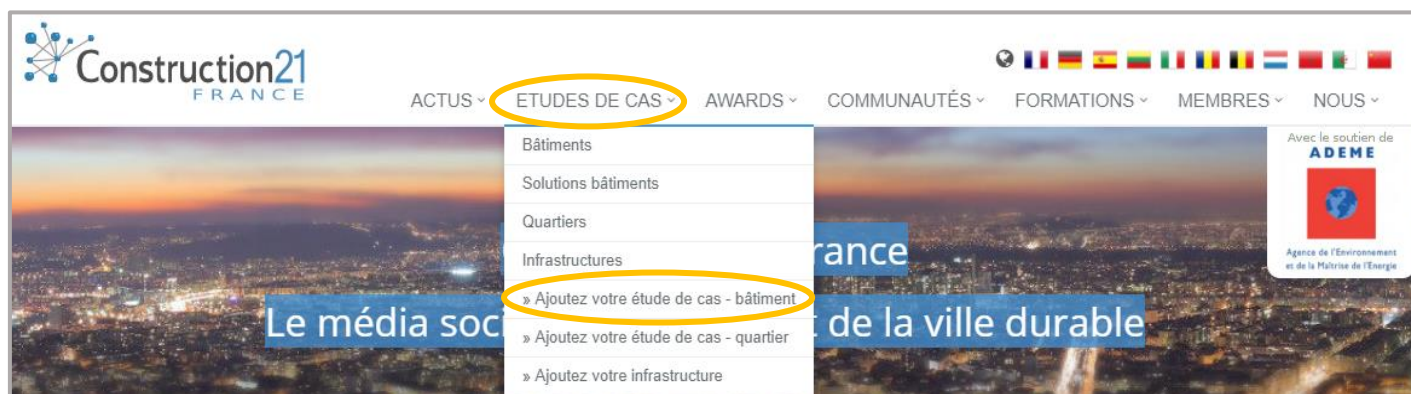 Construction21
FRANCE
ACTUS ETUDES DE CAS AWARDS COMMUNAUTÉS FORMATIONS MEMBRES NOUS
Bâtiments
Solutions bâtiments
Quartiers
Infrastructures
» Ajoutez votre étude de cas - bâtiment
» Ajoutez votre étude de cas - quartier
» Ajoutez votre infrastructure
Avec le soutien de
ADEME
Agence de l'Environnement
et de la Maîtrise de l'Energie
rance
Le média soc de la ville durable